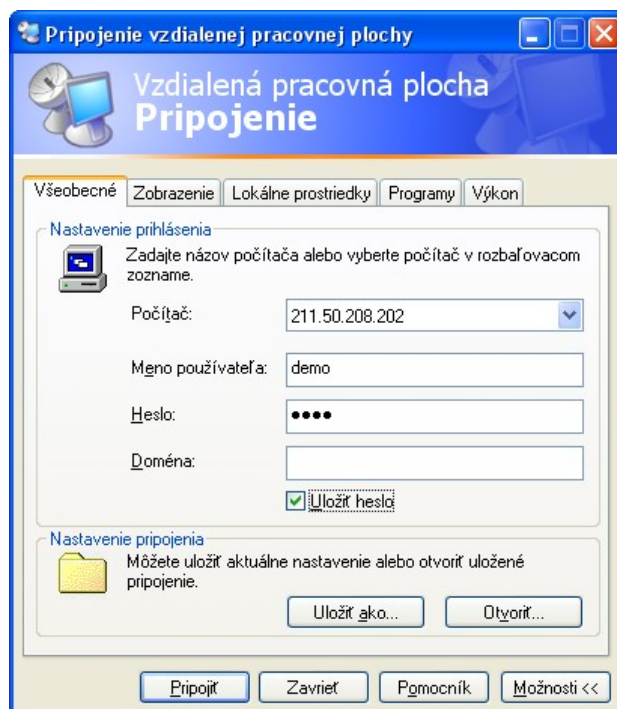 Pripojenie vzdialenej pracovnej plochy
Vzdialená pracovná plocha
Pripojenie
Všeobecné Zobrazenie Lokálne prostriedky Programy Výkon
Nastavenie prihlásenia
Zadajte názov počítača alebo vyberte počítač v rozbaľovacom
zozname.
Počítač: 211.50.208.202
Meno používateľa: demo
Heslo: ••••
Doména:
Uložiť heslo
Nastavenie pripojenia
Môžete uložiť aktuálne nastavenie alebo otvoriť uložené
pripojenie.
Uložiť ako... Otvoriť...
Pripojiť Zavrieť Pomocník Možnosti <<